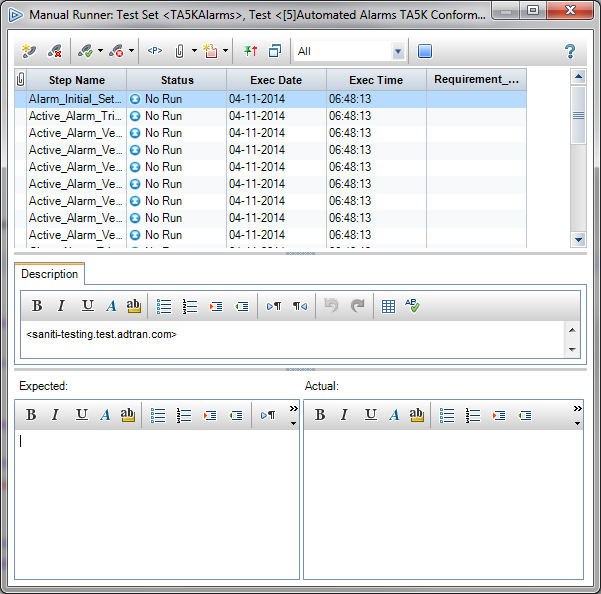 Manual Runner: Test Set <TA5KAlarms>, Test <[5]Automated Alarms TA5K Conform...
<P> All ?
Step Name Status Exec Date Exec Time Requirement_...
Alarm_Initial_Set... No Run 04-11-2014 06:48:13
Active_Alarm_Tri... No Run 04-11-2014 06:48:13
Active_Alarm_Ve... No Run 04-11-2014 06:48:13
Active_Alarm_Ve... No Run 04-11-2014 06:48:13
Active_Alarm_Ve... No Run 04-11-2014 06:48:13
Active_Alarm_Ve... No Run 04-11-2014 06:48:13
Active_Alarm_Ve... No Run 04-11-2014 06:48:13
Active_Alarm_Ve... No Run 04-11-2014 06:48:13
Active_Alarm_Ve... No Run 04-11-2014 06:48:13
Description
B I U A ab ¶ ¶ ABC
<saniti-testing.test.adtran.com>
Expected: Actual:
B I U A ab ¶ » B I U A ab »